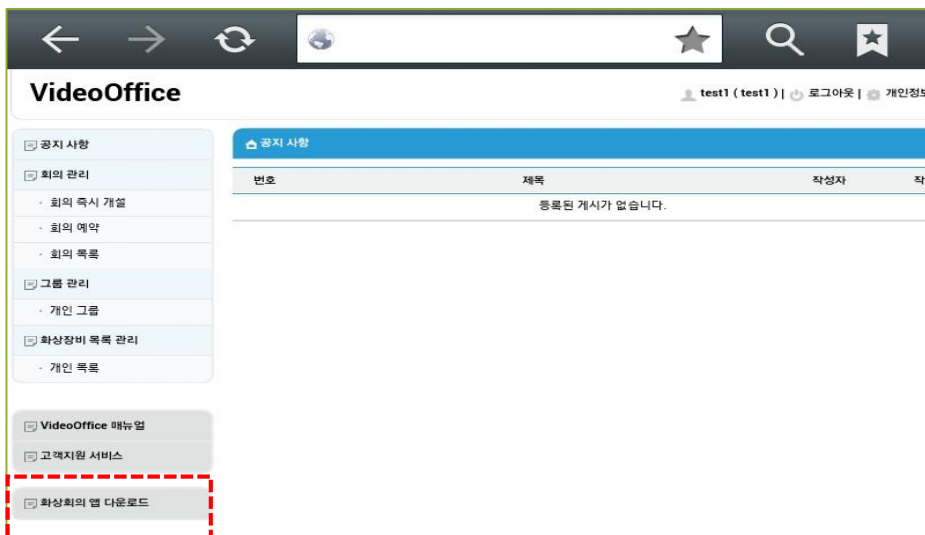 VideoOffice
test1 ( test1 ) | 로그아웃 | 개인정보
공지 사항
회의 관리
· 회의 즉시 개설
· 회의 예약
· 회의 목록
그룹 관리
· 개인 그룹
화상장비 목록 관리
· 개인 목록
VideoOffice 매뉴얼
고객지원 서비스
화상회의 앱 다운로드
공지 사항
번호 제목 작성자 작
등록된 게시가 없습니다.